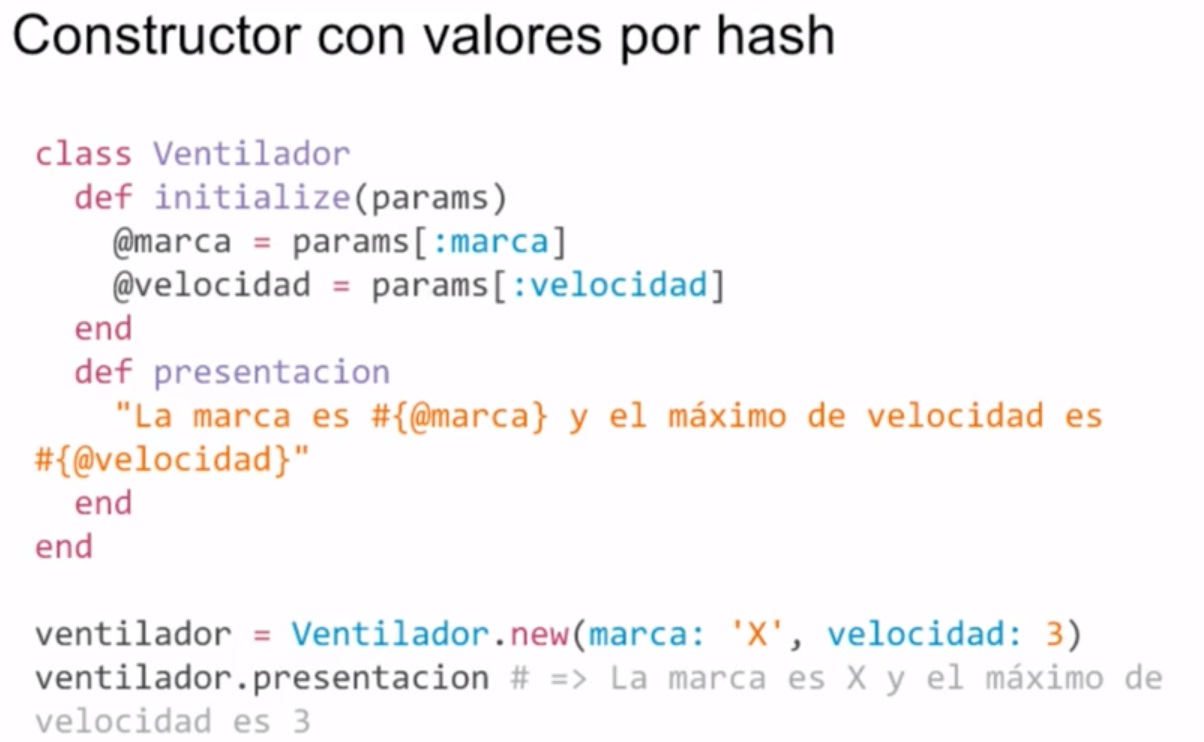 Constructor con valores por hash
class Ventilador
  def initialize(params)
    @marca = params[:marca]
    @velocidad = params[:velocidad]
  end
  def presentacion
    "La marca es #{@marca} y el máximo de velocidad es
#{@velocidad}"
  end
end
ventilador = Ventilador.new(marca: 'X', velocidad: 3)
ventilador.presentacion # => La marca es X y el máximo de
velocidad es 3